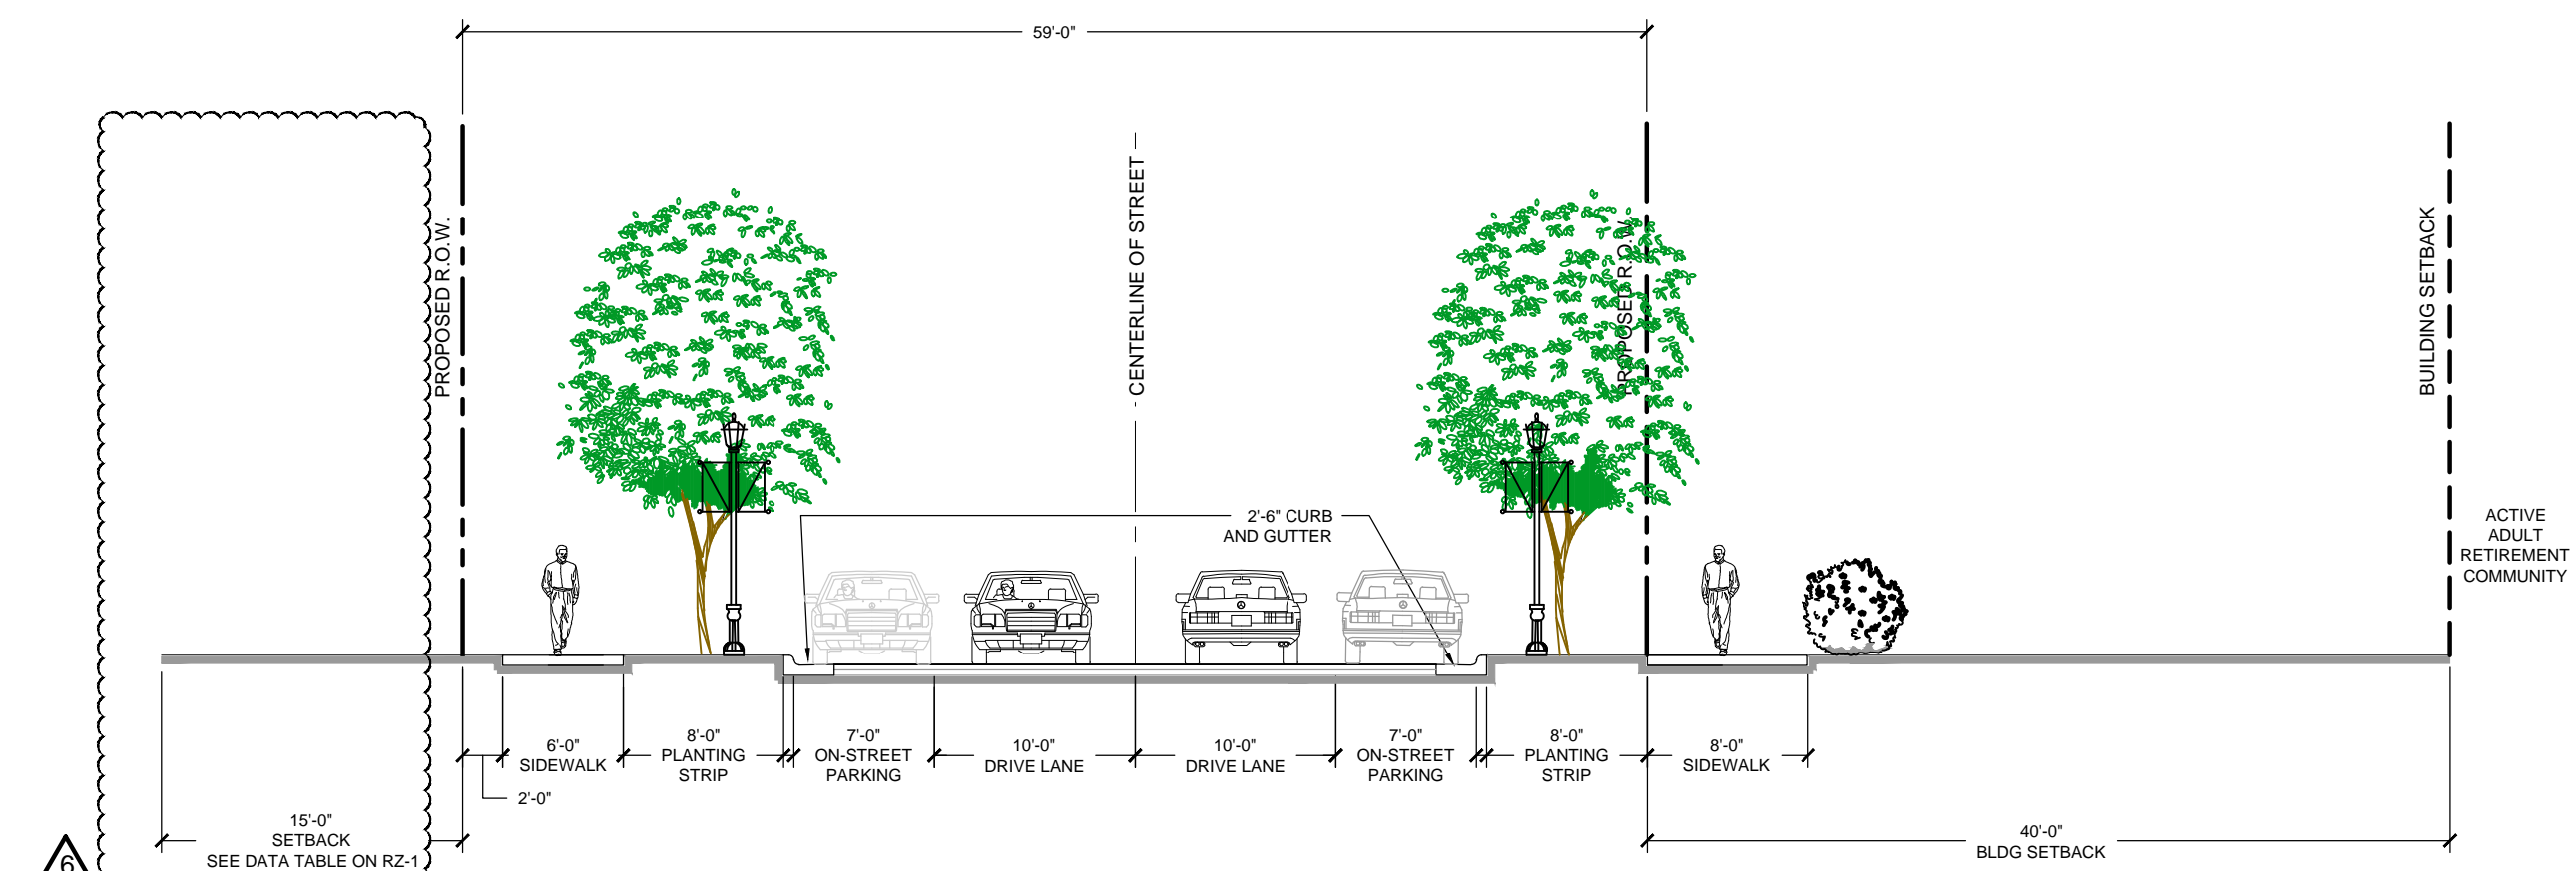 59'-0"
PROPOSED R.O.W.
CENTERLINE OF STREET
PROPOSED R.O.W.
BUILDING SETBACK
ACTIVE
ADULT
RETIREMENT
COMMUNITY
2'-6" CURB
AND GUTTER
6'-0"
SIDEWALK
8'-0"
PLANTING
STRIP
7'-0"
ON-STREET
PARKING
10'-0"
DRIVE LANE
10'-0"
DRIVE LANE
7'-0"
ON-STREET
PARKING
8'-0"
PLANTING
STRIP
8'-0"
SIDEWALK
2'-0"
15'-0"
SETBACK
SEE DATA TABLE ON RZ-1
40'-0"
BLDG SETBACK
6